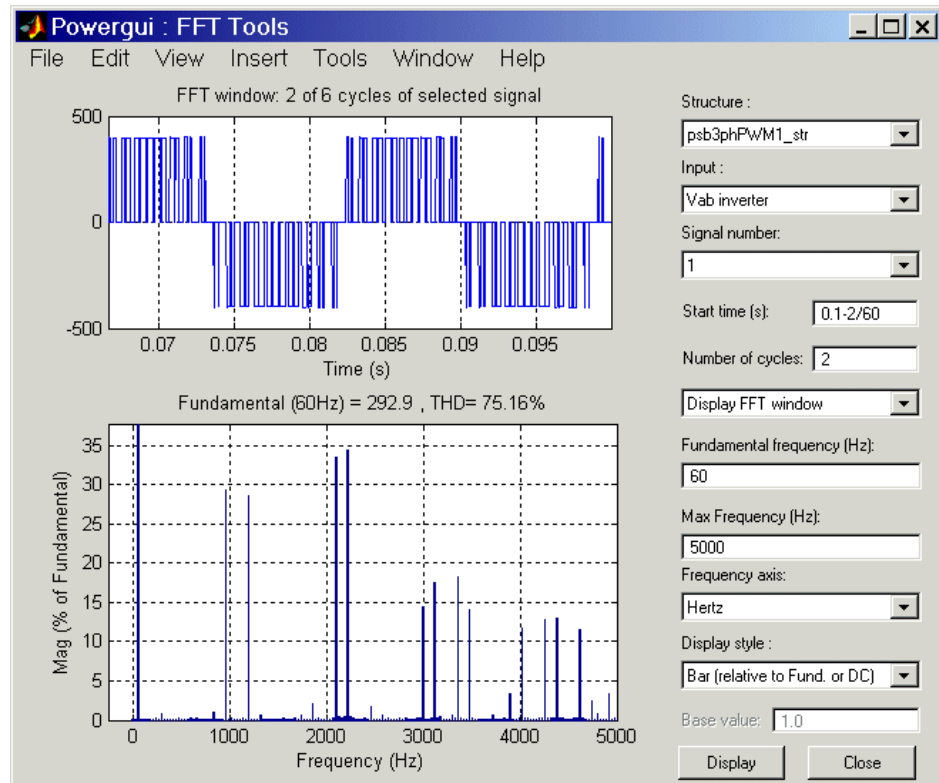 Powergui : FFT Tools
File Edit View Insert Tools Window Help
FFT window: 2 of 6 cycles of selected signal
500
0
-500
0.07 0.075 0.08 0.085 0.09 0.095
Time (s)
Fundamental (60Hz) = 292.9 , THD= 75.16%
Mag (% of Fundamental)
35
30
25
20
15
10
5
0
0 1000 2000 3000 4000 5000
Frequency (Hz)
Structure :
psb3phPWM1_str
Input :
Vab inverter
Signal number:
1
Start time (s): 0.1-2/60
Number of cycles: 2
Display FFT window
Fundamental frequency (Hz):
60
Max Frequency (Hz):
5000
Frequency axis:
Hertz
Display style :
Bar (relative to Fund. or DC)
Base value: 1.0
Display Close